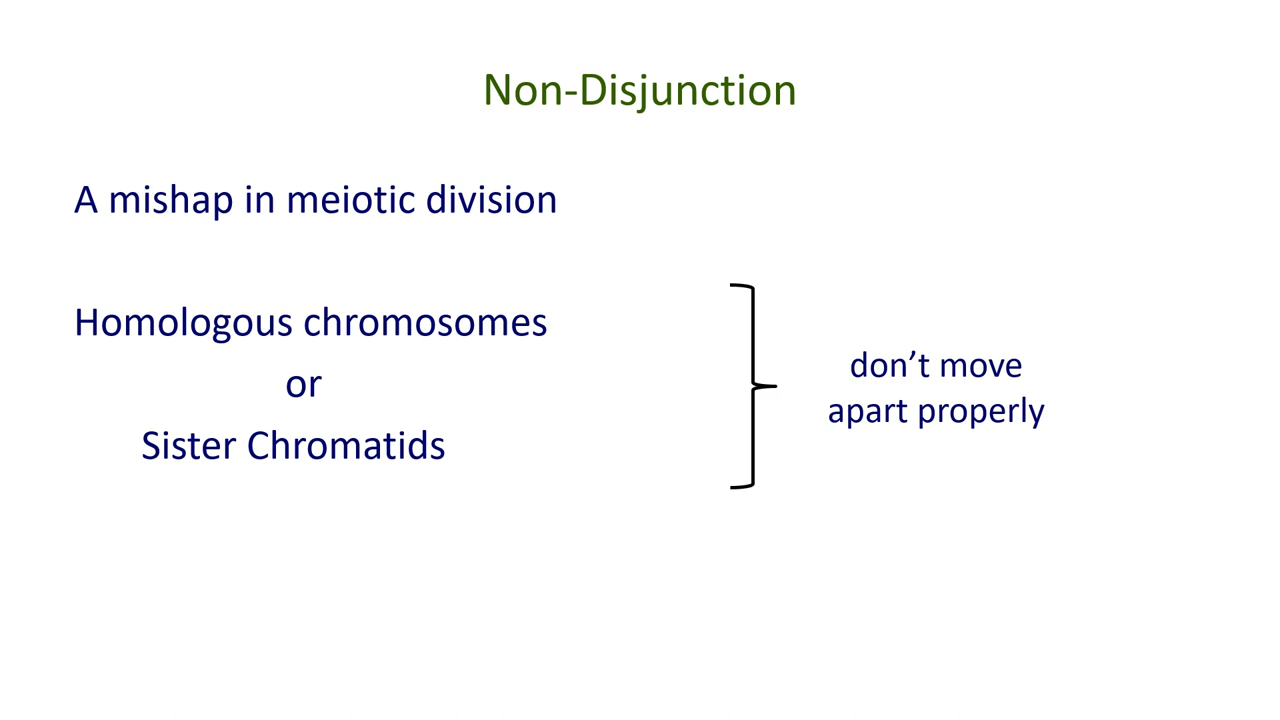 Non-Disjunction
A mishap in meiotic division
Homologous chromosomes
or
Sister Chromatids
don’t move
apart properly